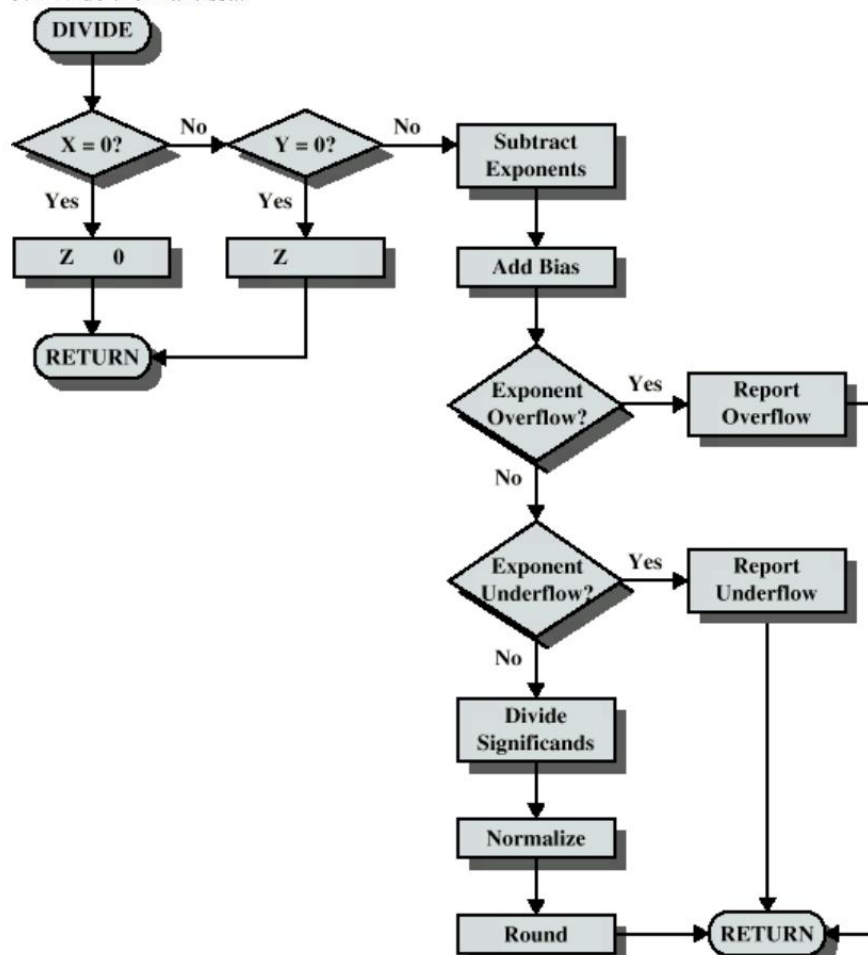 DIVIDE
X = 0?
No
Y = 0?
No
Subtract
Exponents
Yes
Yes
Z 0
Z
Add Bias
RETURN
Exponent
Overflow?
Yes
Report
Overflow
No
Exponent
Underflow?
Yes
Report
Underflow
No
Divide
Significands
Normalize
Round
RETURN